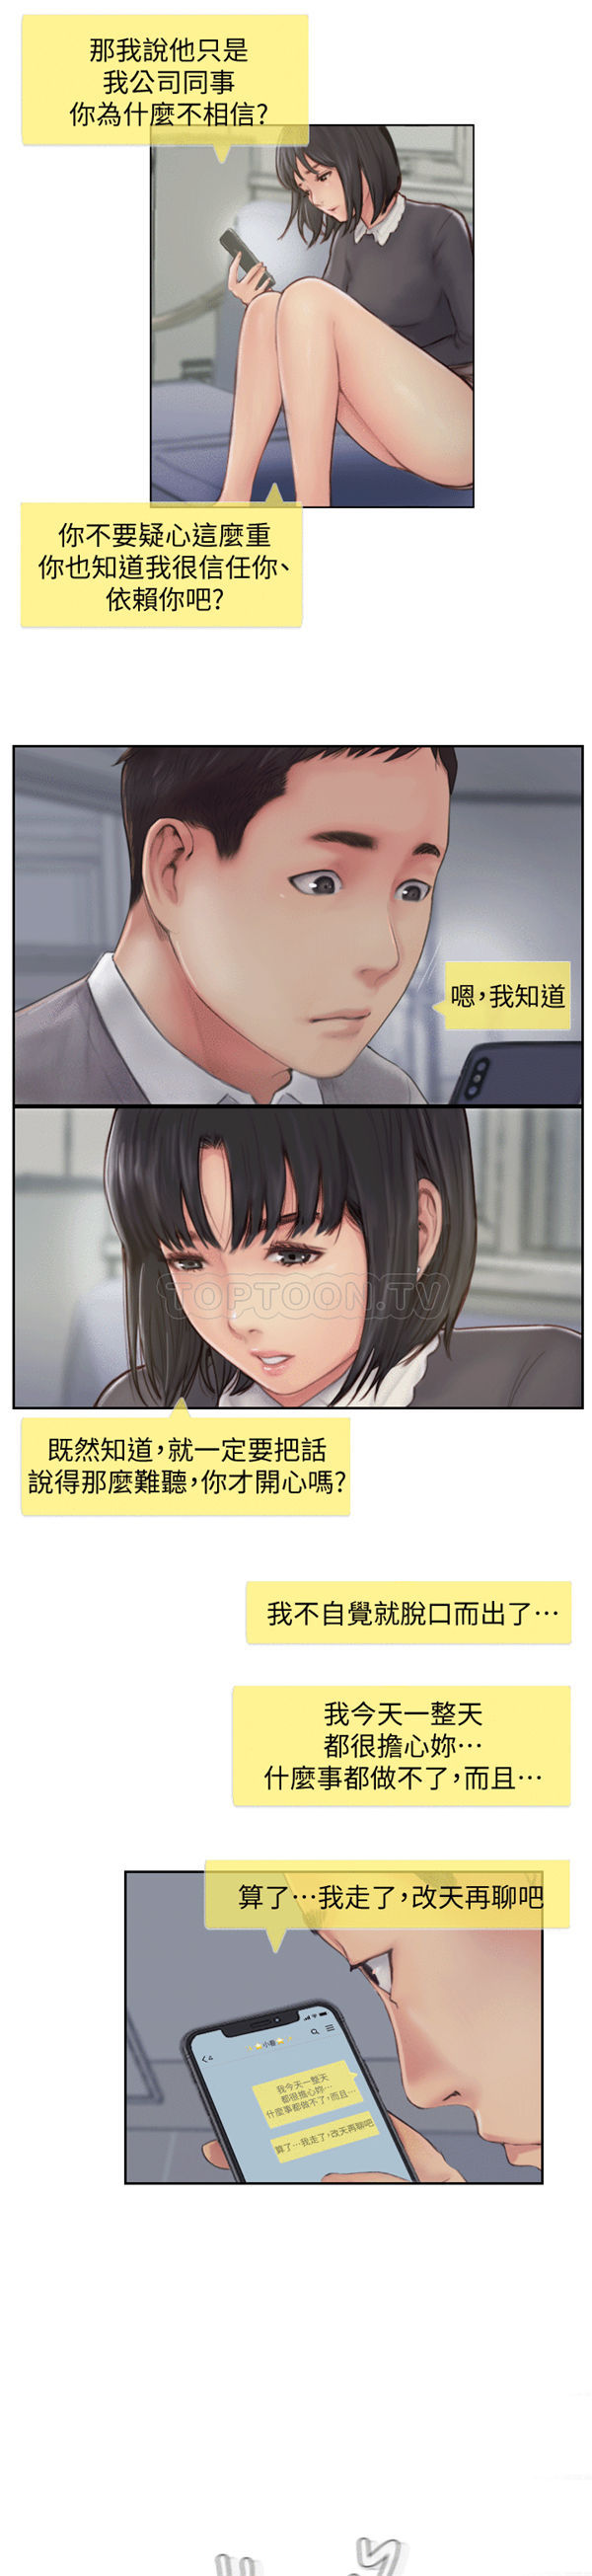 那我說他只是
我公司同事
你為什麼不相信?
你不要疑心這麼重
你也知道我很信任你、
依賴你吧?
嗯,我知道
TOPTOON.TV
既然知道,就一定要把話
說得那麼難聽,你才開心嗎?
我不自覺就脫口而出了…
我今天一整天
都很擔心妳…
什麼事都做不了,而且…
算了…我走了,改天再聊吧
我今天一整天
都很擔心妳…
什麼事都做不了,而且…
算了…我走了,改天再聊吧